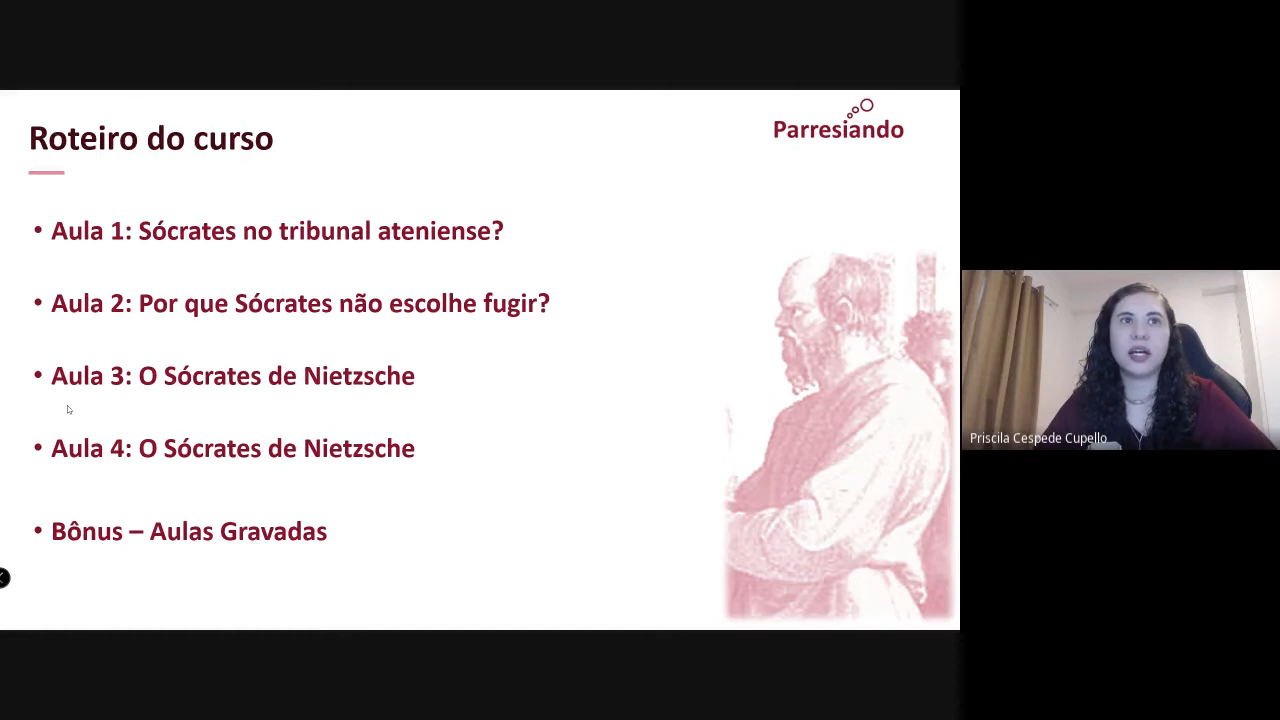 Roteiro do curso
Parresiando
• Aula 1: Sócrates no tribunal ateniense?
• Aula 2: Por que Sócrates não escolhe fugir?
• Aula 3: O Sócrates de Nietzsche
• Aula 4: O Sócrates de Nietzsche
• Bônus – Aulas Gravadas
Priscila Cespede Cupello